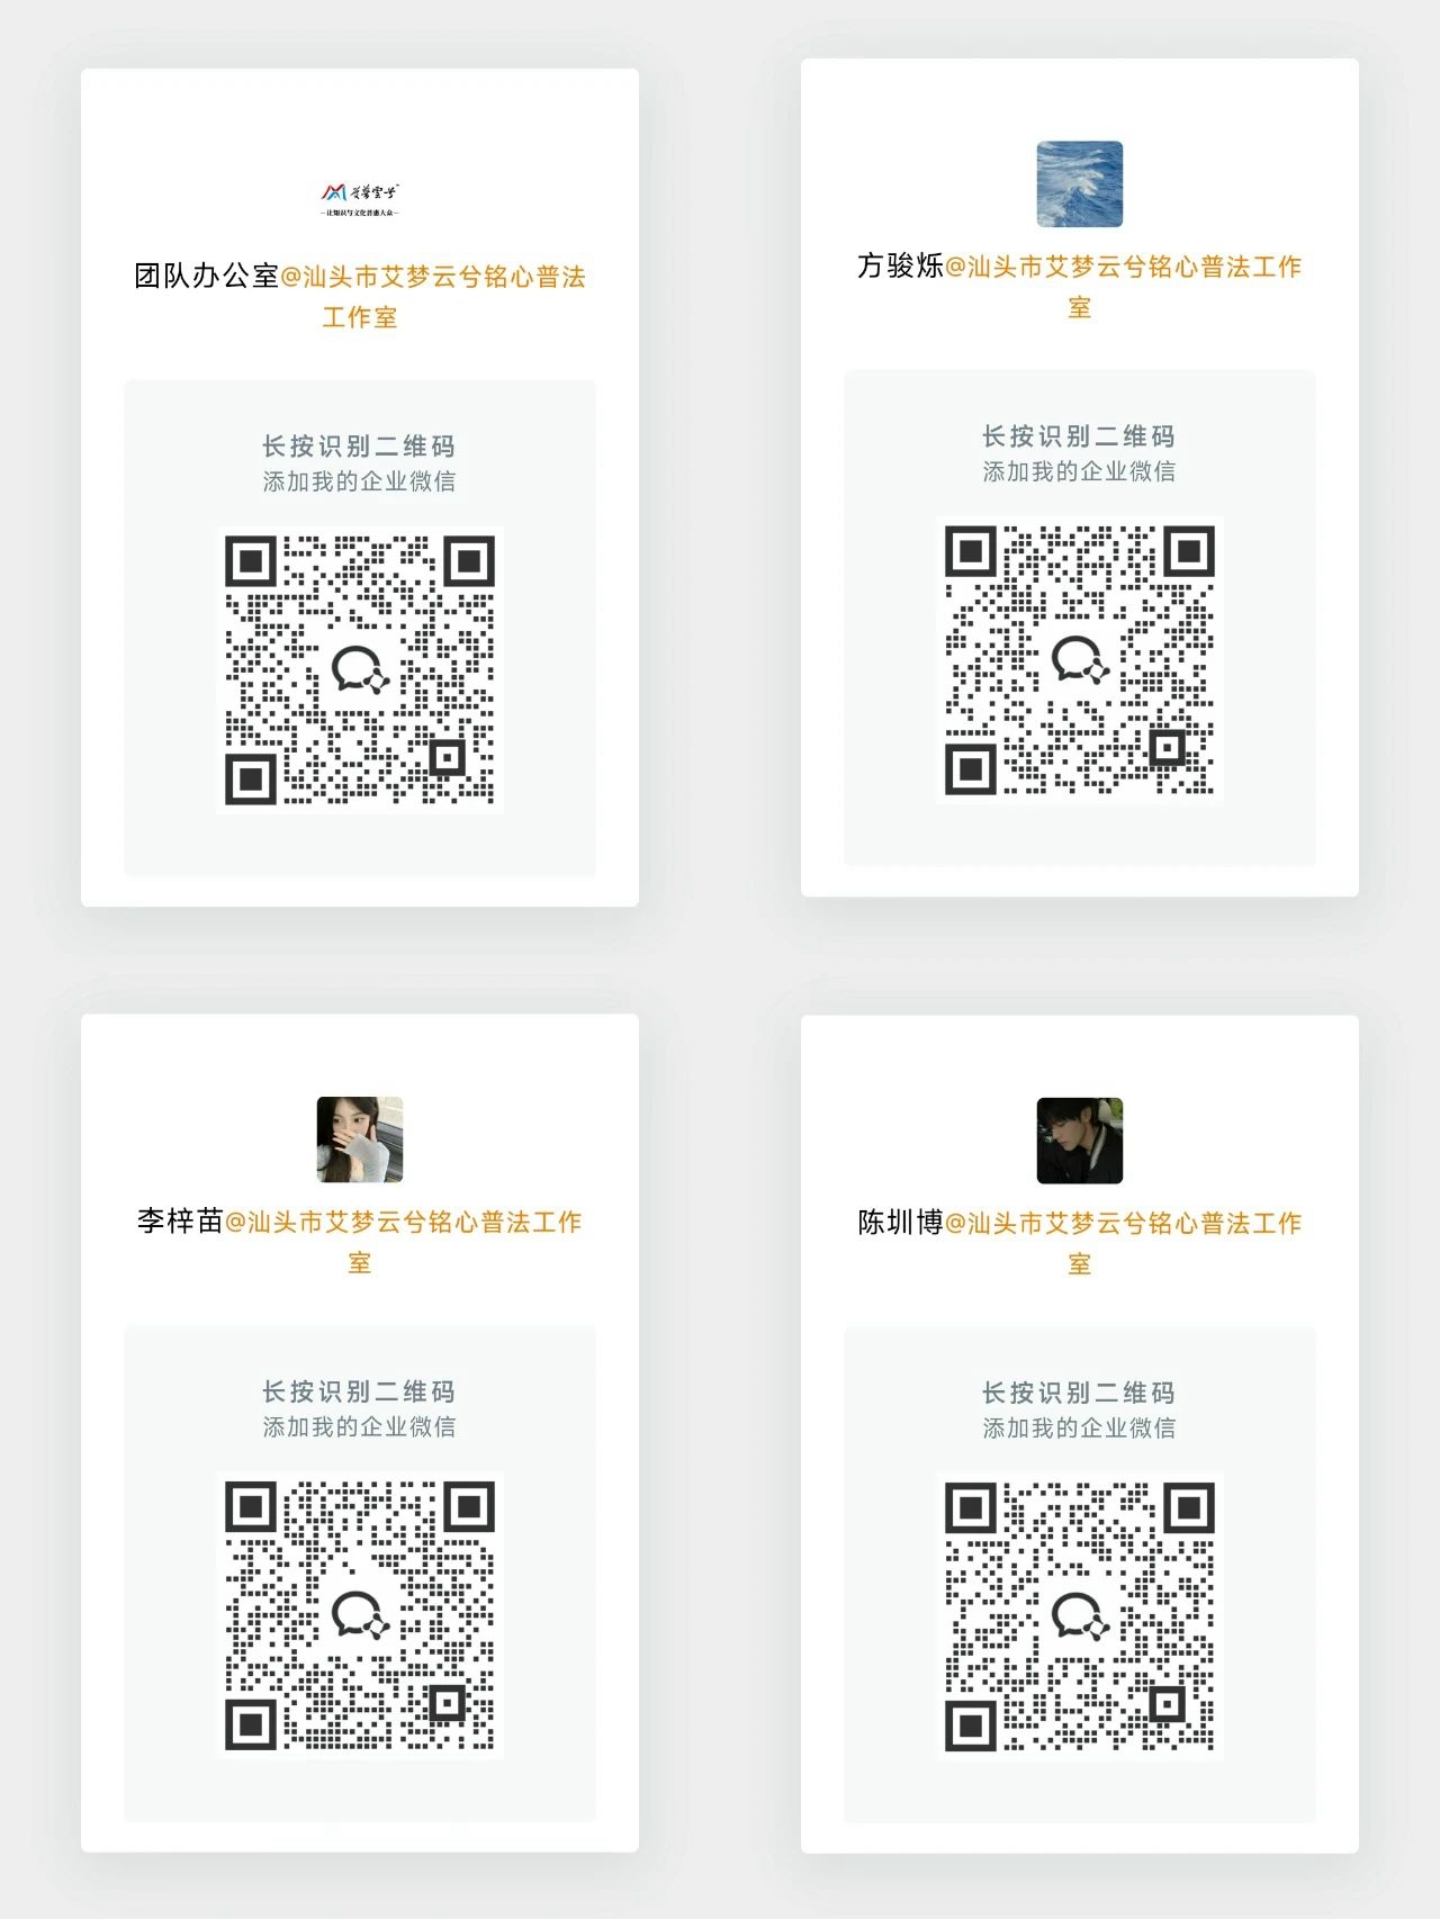 艾梦云兮
—让知识与文化普惠大众—
团队办公室@汕头市艾梦云兮铭心普法
工作室
长按识别二维码
添加我的企业微信
方骏烁@汕头市艾梦云兮铭心普法工作
室
长按识别二维码
添加我的企业微信
李梓苗@汕头市艾梦云兮铭心普法工作
室
长按识别二维码
添加我的企业微信
陈圳博@汕头市艾梦云兮铭心普法工作
室
长按识别二维码
添加我的企业微信